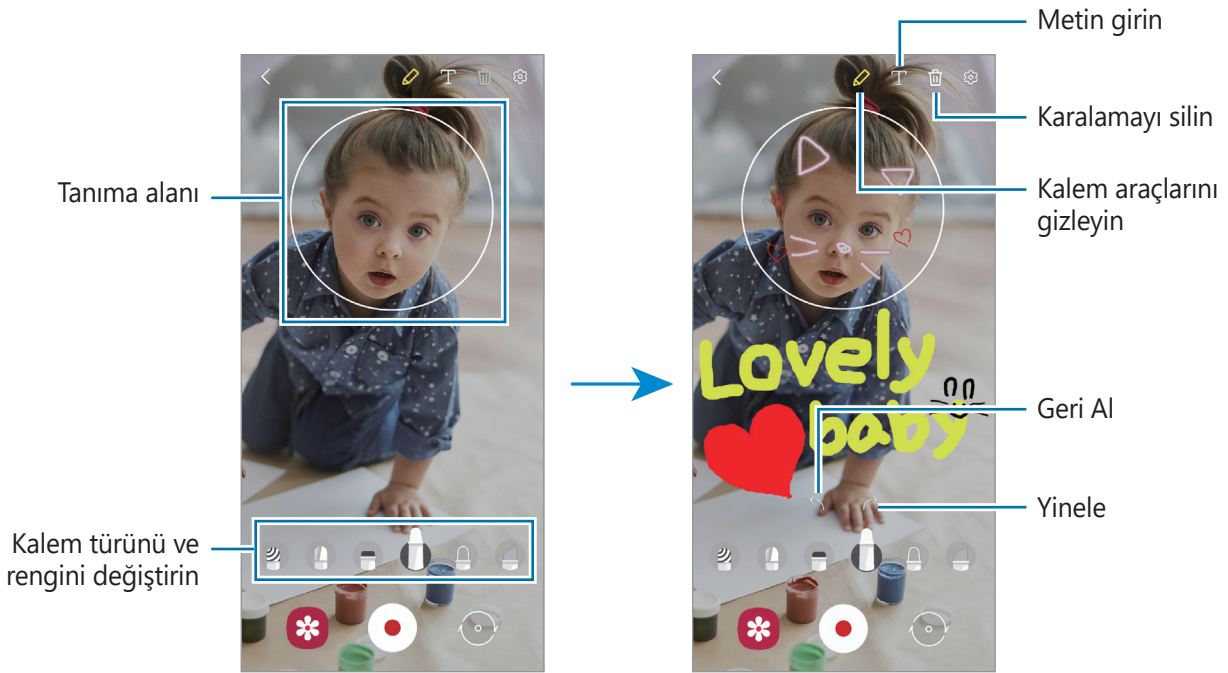 Metin girin
Karalamayı silin
Tanıma alanı
Kalem araçlarını
gizleyin
Lovely
baby
Geri Al
Yinele
Kalem türünü ve
rengini değiştirin